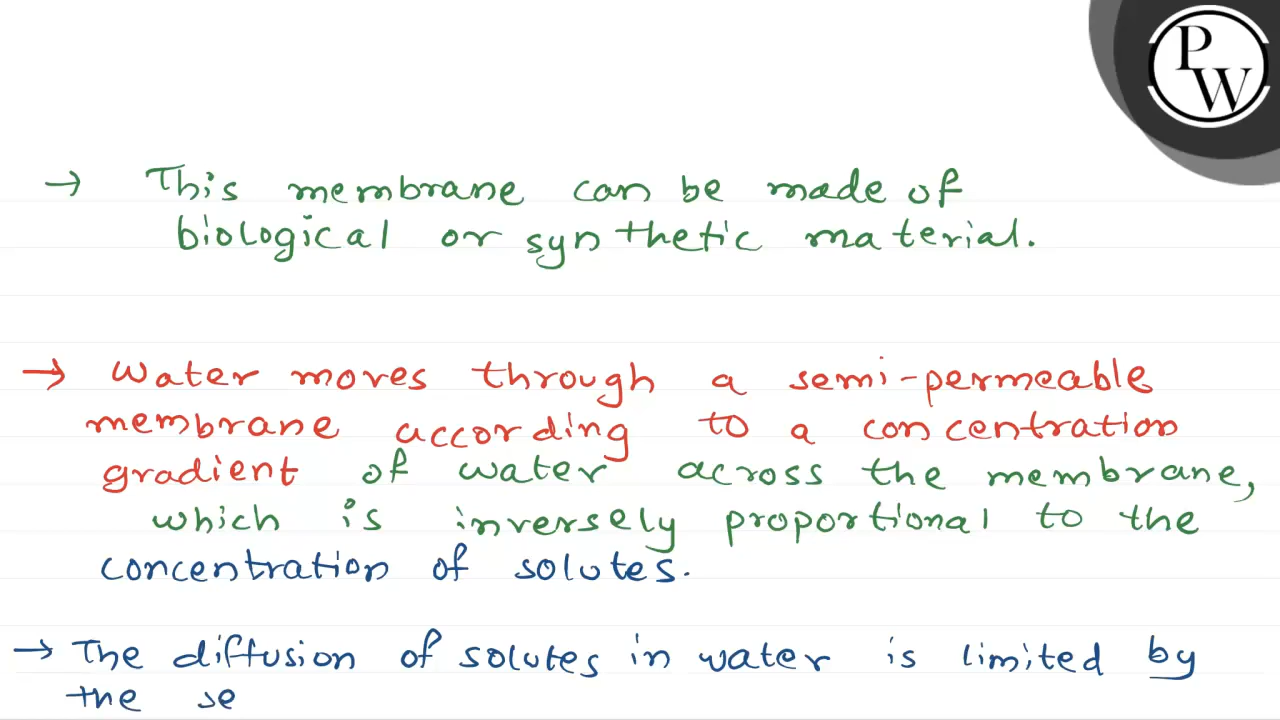 PW
→ This membrane can be made of
biological or synthetic material.
→ Water moves through a semi-permeable
membrane according to a concentration
gradient of water across the membrane,
which is inversely proportional to the
concentration of solutes.
→ The diffusion of solutes in water is limited by
the se